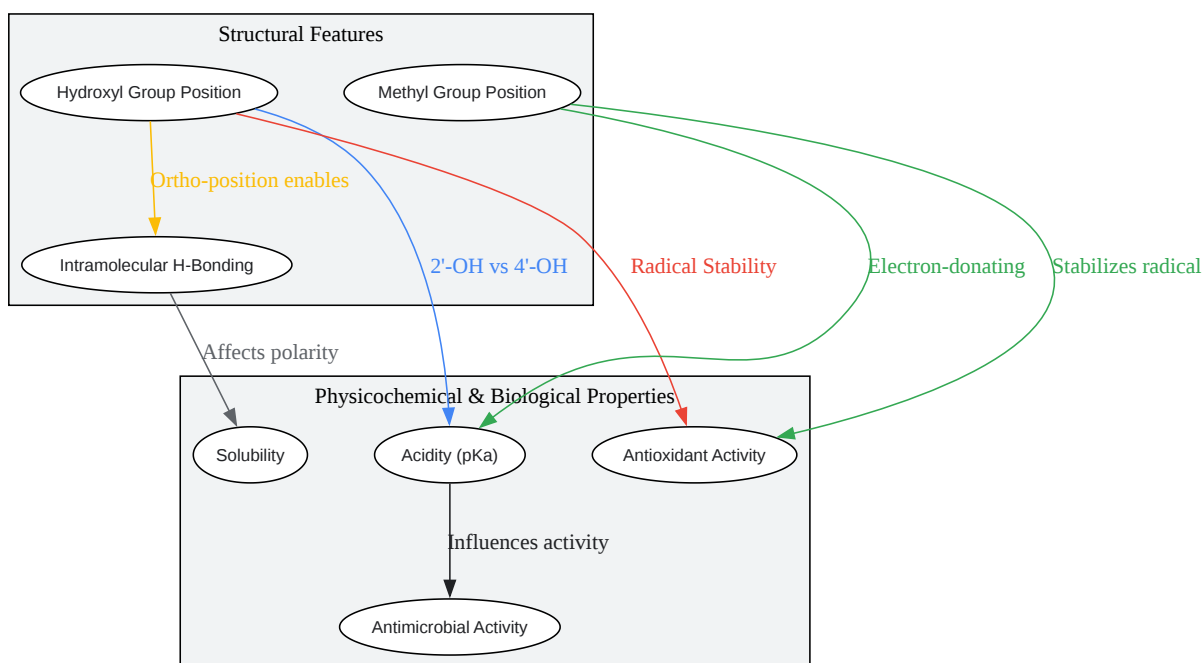 Structural Features
Hydroxyl Group Position
Methyl Group Position
Ortho-position enables
Intramolecular H-Bonding
2'-OH vs 4'-OH
Radical Stability
Electron-donating
Stabilizes radical
Affects polarity
Physicochemical & Biological Properties
Solubility
Acidity (pKa)
Antioxidant Activity
Influences activity
Antimicrobial Activity